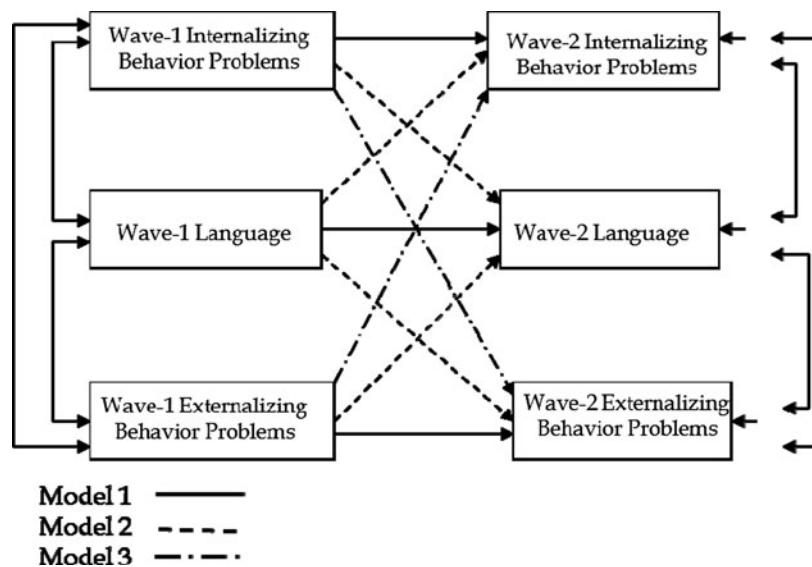 Wave-1 Internalizing
Behavior Problems
Wave-2 Internalizing
Behavior Problems
Wave-1 Language
Wave-2 Language
Wave-1 Externalizing
Behavior Problems
Wave-2 Externalizing
Behavior Problems
Model 1
Model 2
Model 3